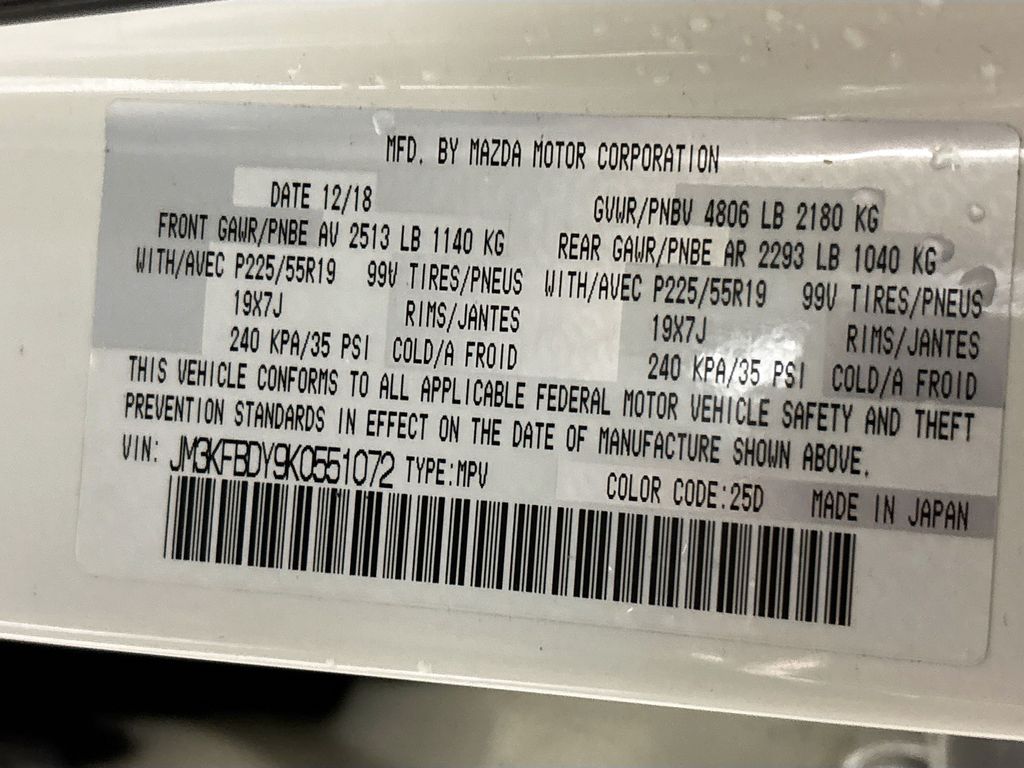 MFD. BY MAZDA MOTOR CORPORATION
DATE 12/18 GVWR/PNBV 4806 LB 2180 KG
FRONT GAWR/PNBE AV 2513 LB 1140 KG REAR GAWR/PNBE AR 2293 LB 1040 KG
WITH/AVEC P225/55R19 99V TIRES/PNEUS WITH/AVEC P225/55R19 99V TIRES/PNEUS
19X7J RIMS/JANTES 19X7J RIMS/JANTES
240 KPA/35 PSI COLD/A FROID 240 KPA/35 PSI COLD/A FROID
THIS VEHICLE CONFORMS TO ALL APPLICABLE FEDERAL MOTOR VEHICLE SAFETY AND THEFT
PREVENTION STANDARDS IN EFFECT ON THE DATE OF MANUFACTURE SHOWN ABOVE.
VIN: JM3KFBDY9K0551072 TYPE:MPV COLOR CODE:25D MADE IN JAPAN